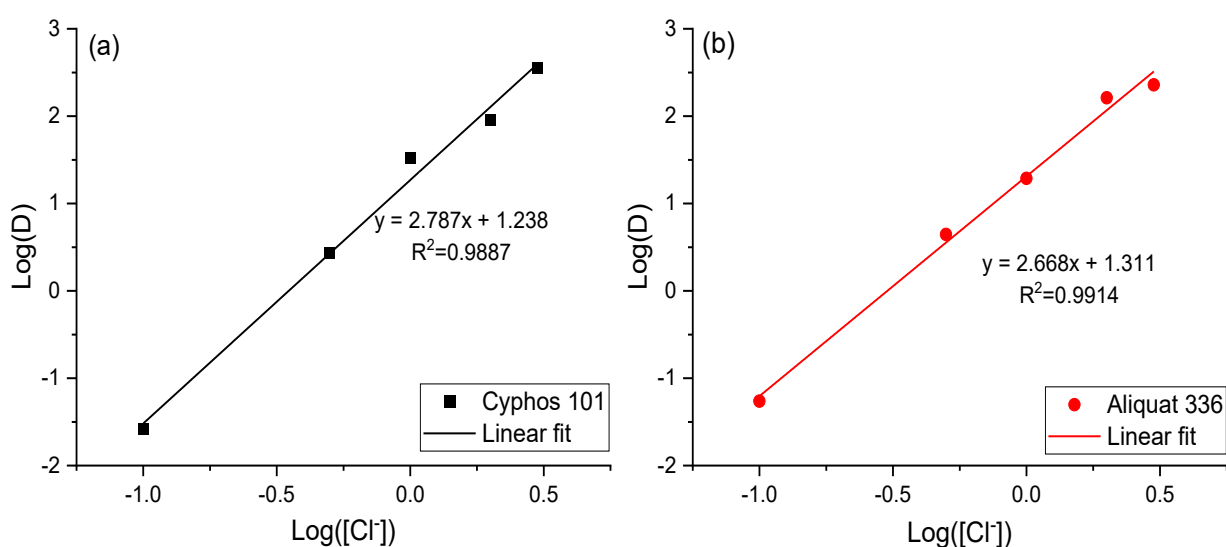 (a)
3
2
1
0
-1
-2
Log(D)
y = 2.787x + 1.238
R²=0.9887
Cyphos 101
Linear fit
-1.0
-0.5
0.0
0.5
Log([Cl⁻])
(b)
3
2
1
0
-1
-2
Log(D)
y = 2.668x + 1.311
R²=0.9914
Aliquat 336
Linear fit
-1.0
-0.5
0.0
0.5
Log([Cl⁻])